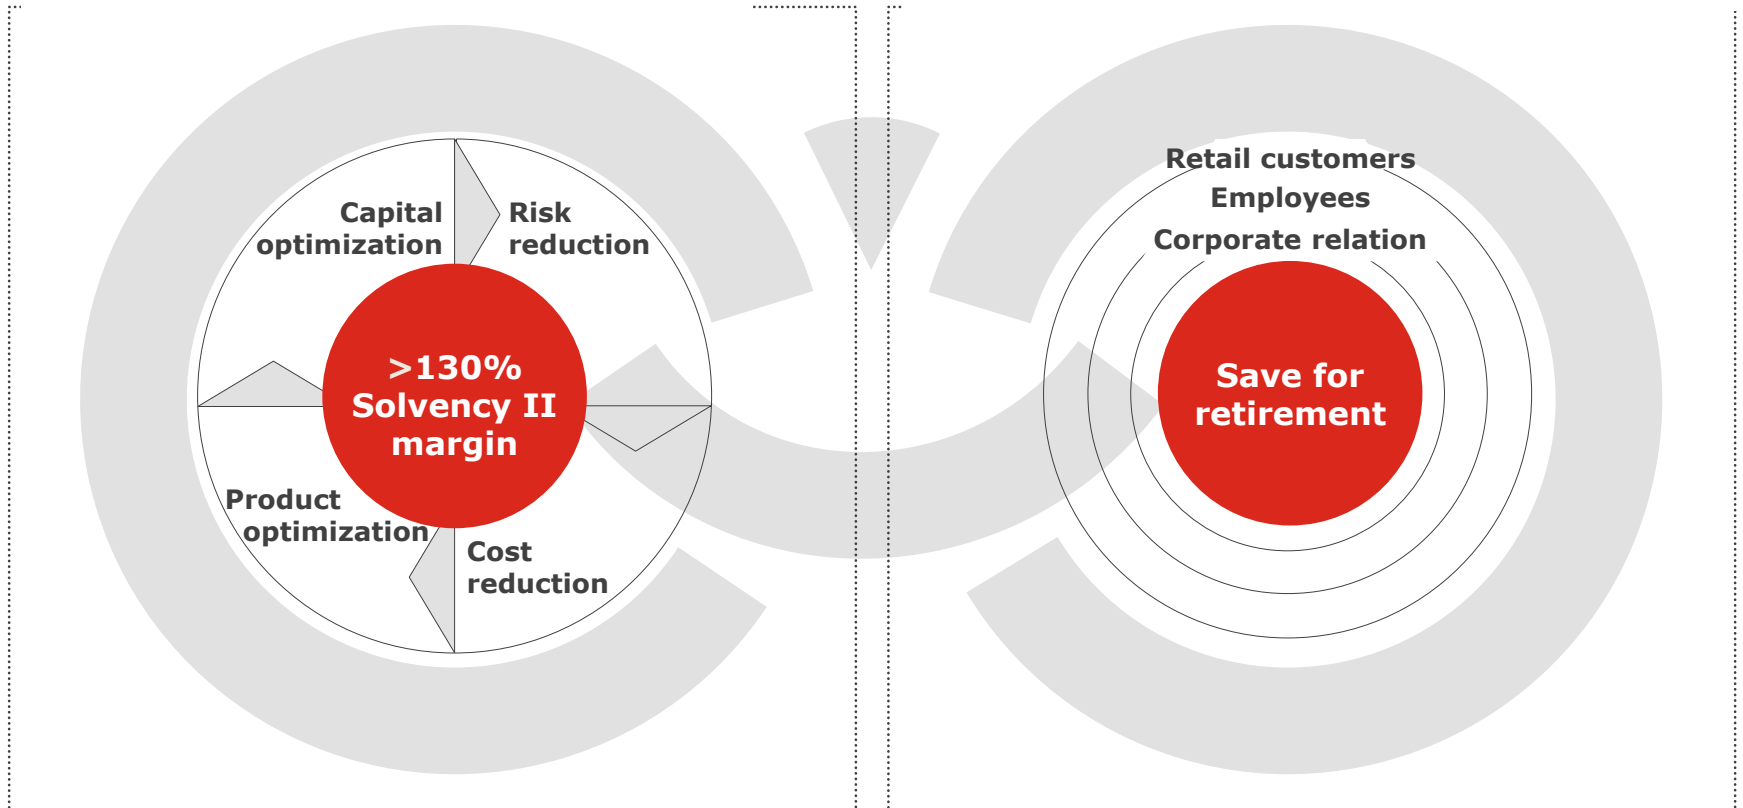 Capital
optimization
Risk
reduction
>130%
Solvency II
margin
Product
optimization
Cost
reduction
Retail customers
Employees
Corporate relation
Save for
retirement